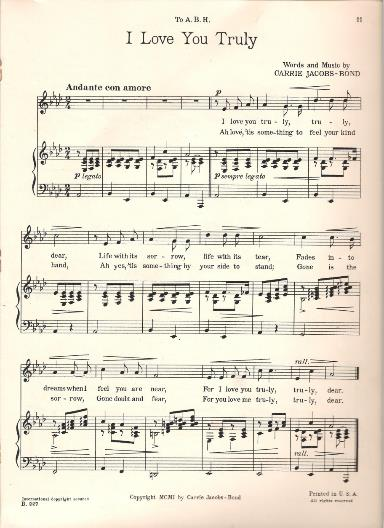 To A. B. H.
11
I Love You Truly
Words and Music by
CARRIE JACOBS-BOND
Andante con amore
p
I love you tru-ly, tru-ly,
Ah love, 'tis some-thing to feel your kind
p legato
p sempre legato
dear, Life with its sor-row, life with its tear, Fades in-to
hand, Ah yes, 'tis some-thing by your side to stand; Gone is the
dreams when I feel you are near, For I love you tru-ly, tru-ly, dear.
sor-row, Gone doubt and fear, For you love me tru-ly, tru-ly, dear.
rall.
rall.
International Copyright secured
B. 227
Copyright MCMI by Carrie Jacobs-Bond
Printed in U. S. A.
All rights reserved